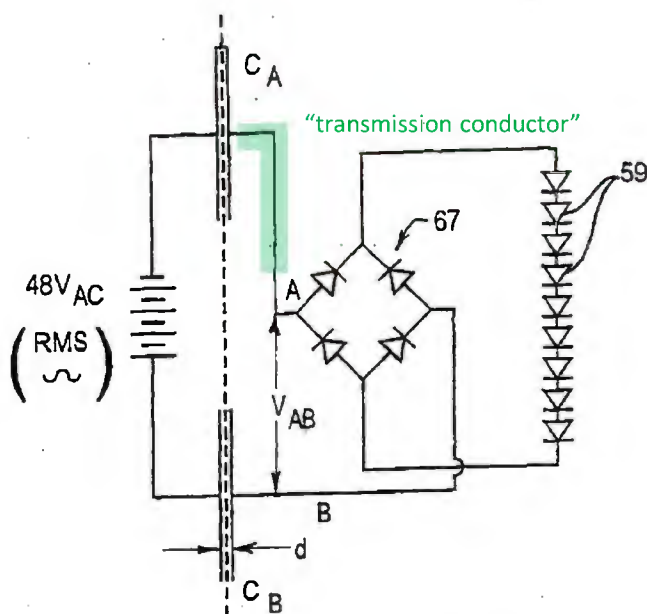 C A
“transmission conductor”
59
67
48V AC
A
( RMS )
V AB
B
d
C B